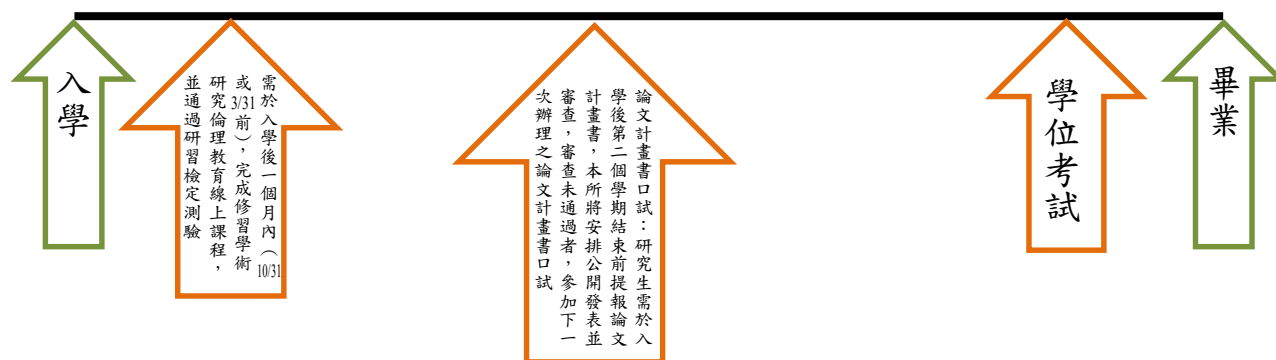 入學
需於入學後一個月內（10/31
或3/31前），完成修習學術
研究倫理教育線上課程，
並通過研習檢定測驗
論文計畫書口試：研究生需於入
學後第二個學期結束前提報論文
計畫書，本所將安排公開發表並
審查，審查未通過者，參加下一
次辦理之論文計畫書口試
學位考試
畢業